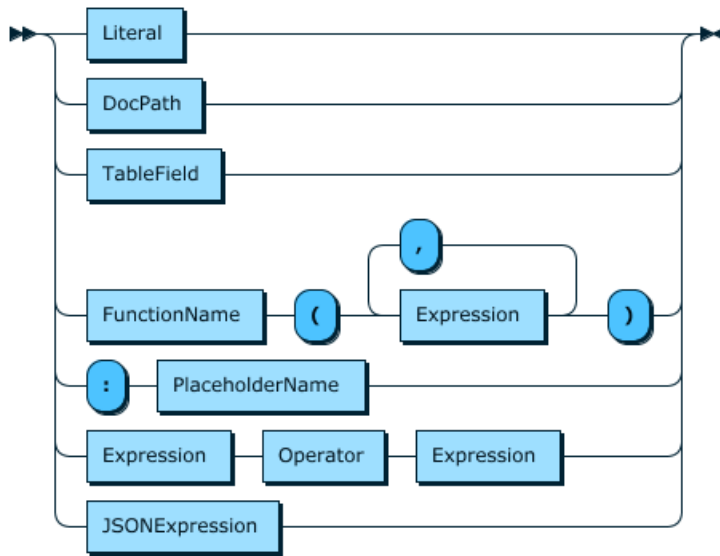 Literal
DocPath
TableField
,
FunctionName ( Expression )
: PlaceholderName
Expression Operator Expression
JSONExpression